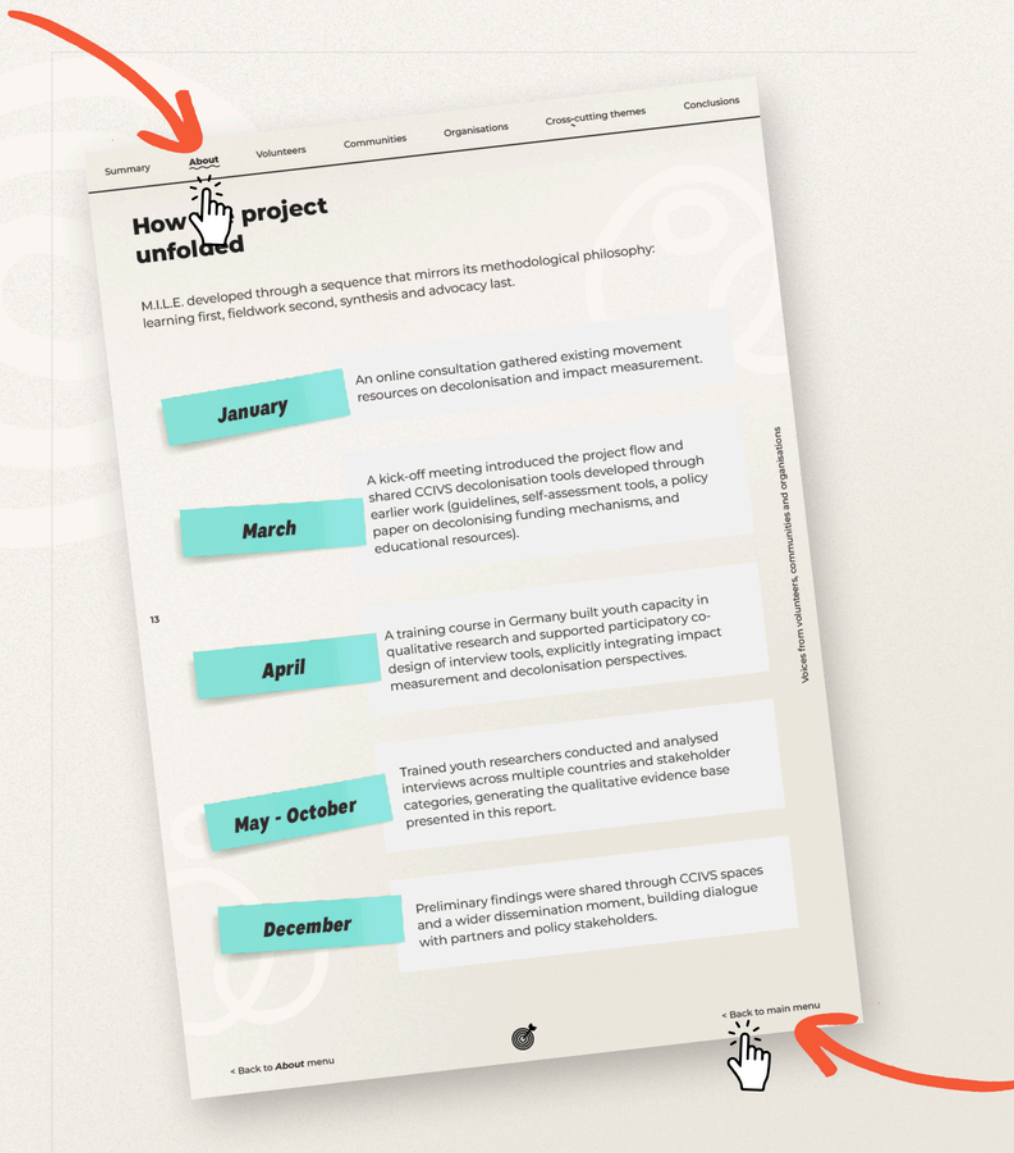 Summary
About
Volunteers
Communities
Organisations
Cross-cutting themes
Conclusions
How project
unfolded
M.I.L.E. developed through a sequence that mirrors its methodological philosophy:
learning first, fieldwork second, synthesis and advocacy last.
January
An online consultation gathered existing movement
resources on decolonisation and impact measurement.
March
A kick-off meeting introduced the project flow and
shared CCIVS decolonisation tools developed through
earlier work (guidelines, self-assessment tools, a policy
paper on decolonising funding mechanisms, and
educational resources).
13
April
A training course in Germany built youth capacity in
qualitative research and supported participatory co-
design of interview tools, explicitly integrating impact
measurement and decolonisation perspectives.
May - October
Trained youth researchers conducted and analysed
interviews across multiple countries and stakeholder
categories, generating the qualitative evidence base
presented in this report.
December
Preliminary findings were shared through CCIVS spaces
and a wider dissemination moment, building dialogue
with partners and policy stakeholders.
Voices from volunteers, communities and organisations
< Back to About menu
< Back to main menu